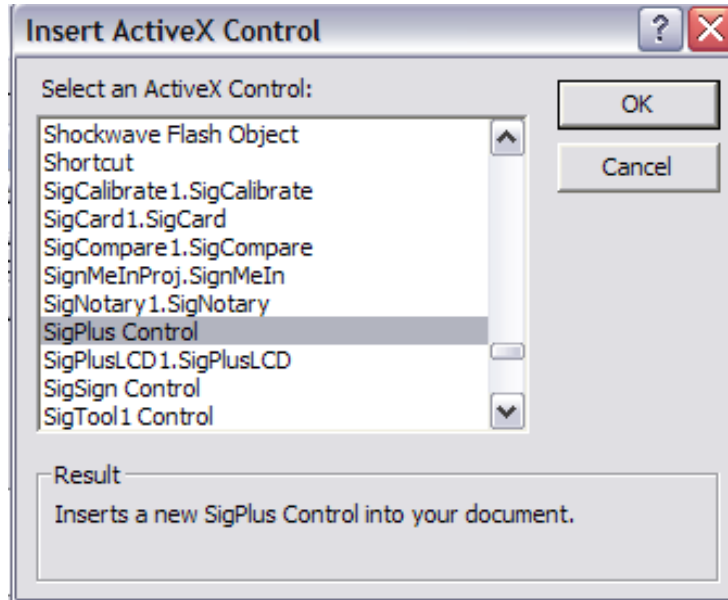 Insert ActiveX Control
Select an ActiveX Control:
OK
Cancel
Shockwave Flash Object
Shortcut
SigCalibrate1.SigCalibrate
SigCard1.SigCard
SigCompare1.SigCompare
SignMeInProj.SignMeIn
SigNotary1.SigNotary
SigPlus Control
SigPlusLCD1.SigPlusLCD
SigSign Control
SigTool1 Control
Result
Inserts a new SigPlus Control into your document.